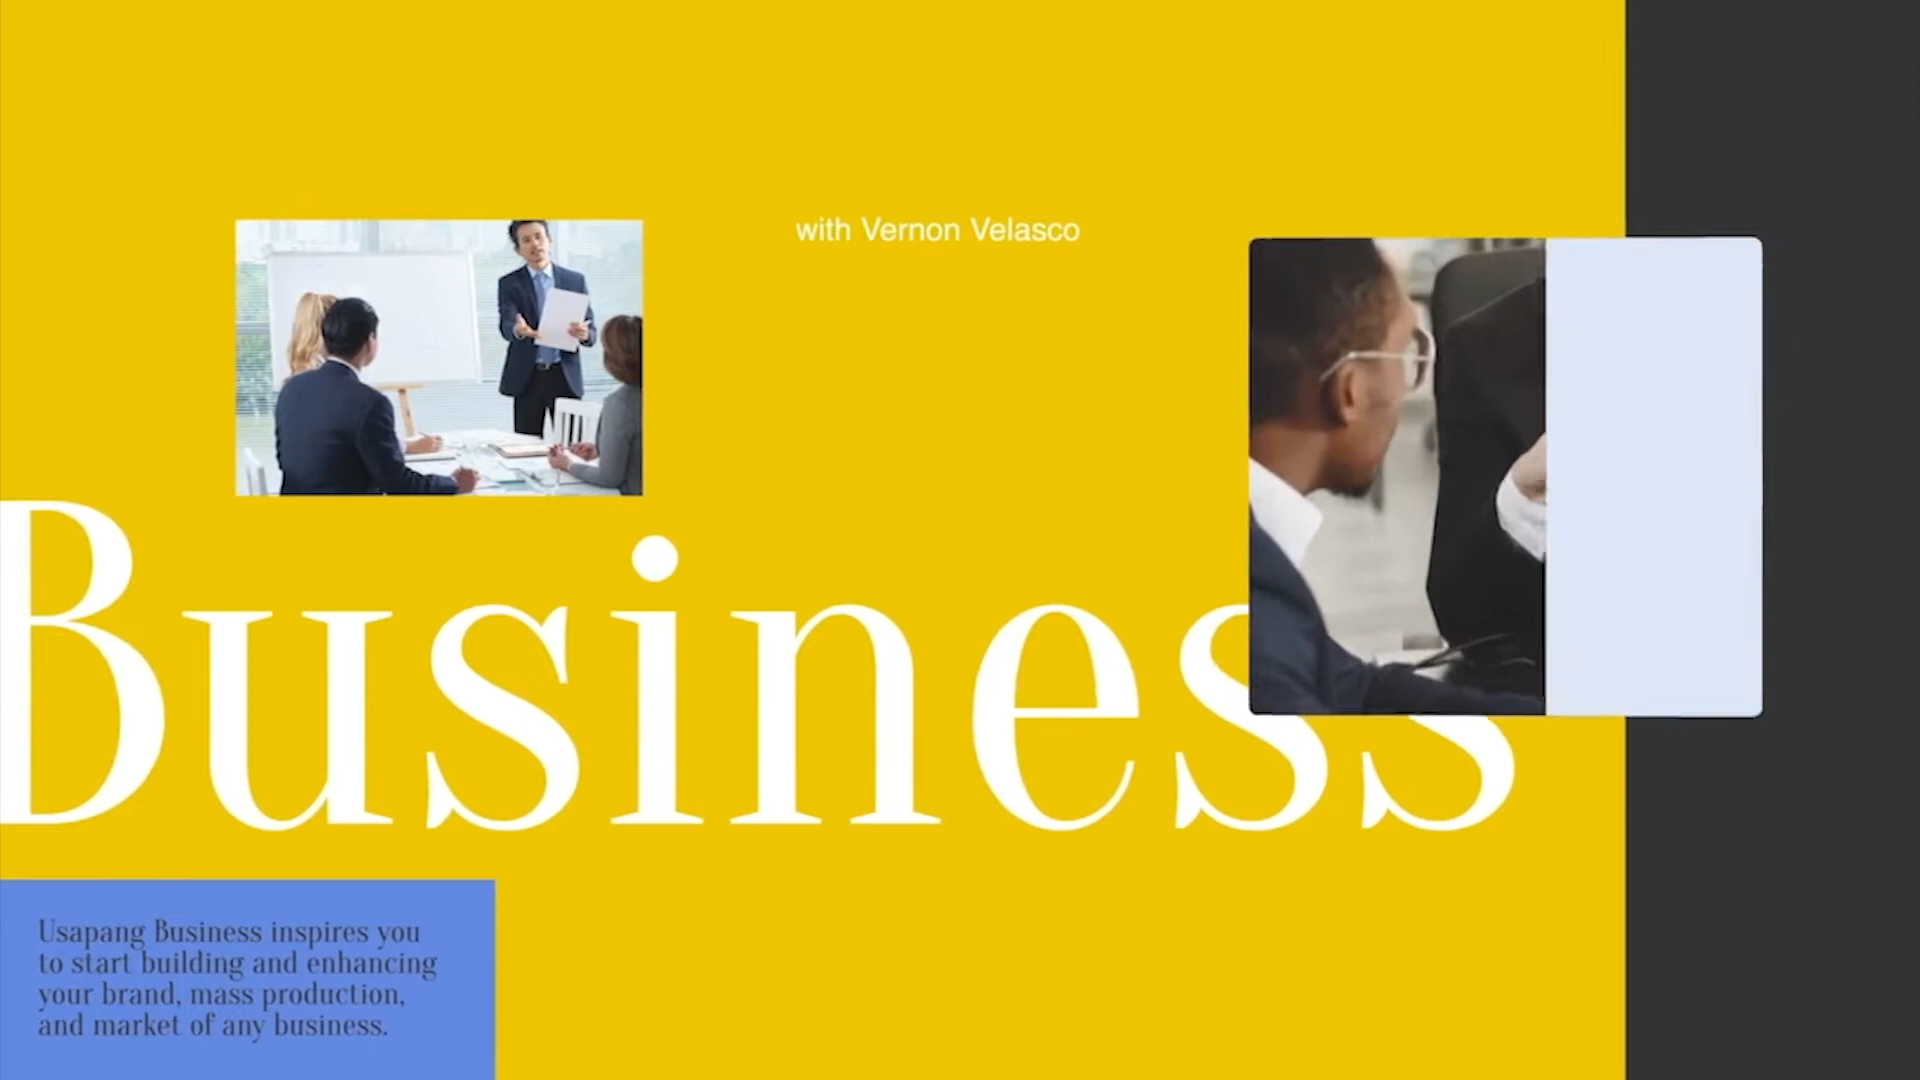 with Vernon Velasco
Business
Usapang Business inspires you
to start building and enhancing
your brand, mass production,
and market of any business.